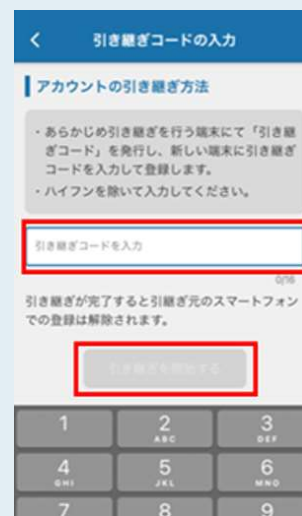 引き継ぎコードの入力
アカウントの引き継ぎ方法
・あらかじめ引き継ぎを行う端末にて「引き継
ぎコード」を発行し、新しい端末に引き継ぎ
コードを入力して登録します。
・ハイフンを除いて入力してください。
引き継ぎコードを入力
0/16
引き継ぎが完了すると引継ぎ元のスマートフォン
での登録は解除されます。
引き継ぎを開始する
1 2 3
ABC DEF
4 5 6
GHI JKL MNO
7 8 9